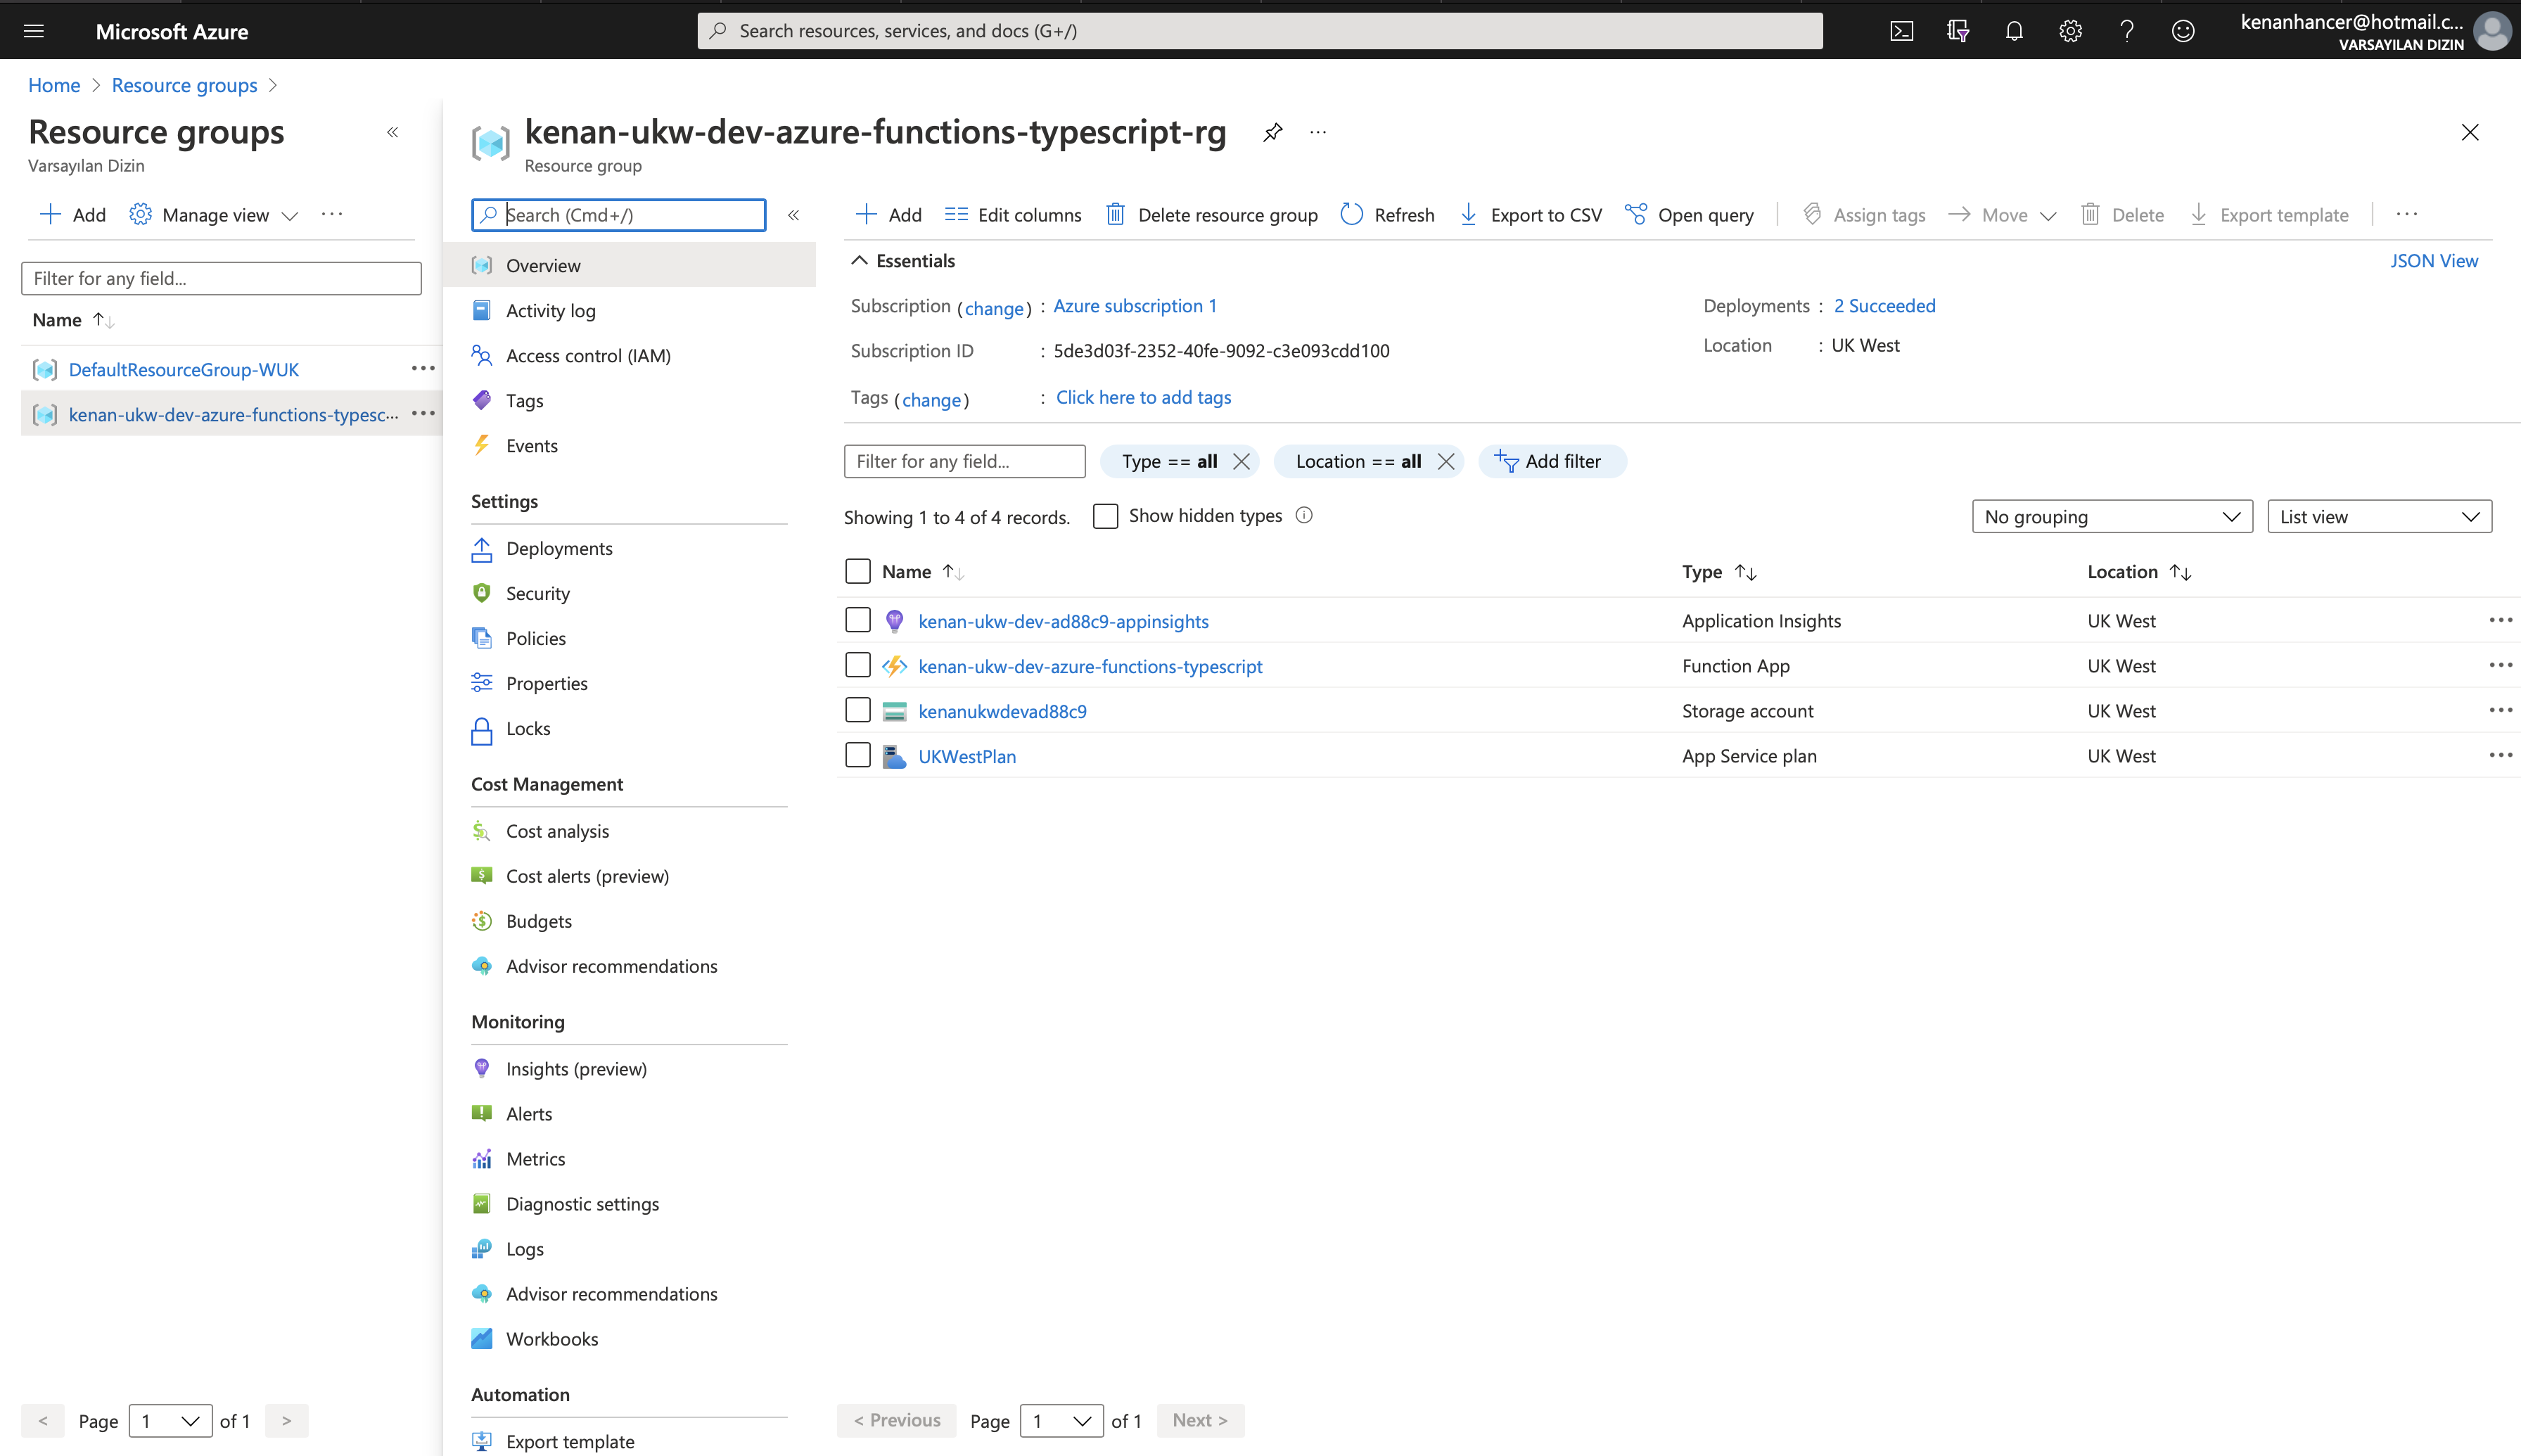 Microsoft Azure
Search resources, services, and docs (G+/)
kenanhancer@hotmail.c...
VARSAYILAN DIZIN
Home > Resource groups >
Resource groups
Varsayılan Dizin
Add
Manage view
Filter for any field...
Name
DefaultResourceGroup-WUK
kenan-ukw-dev-azure-functions-typesc...
< Page 1 of 1 >
kenan-ukw-dev-azure-functions-typescript-rg
Resource group
Search (Cmd+/)
Overview
Activity log
Access control (IAM)
Tags
Events
Settings
Deployments
Security
Policies
Properties
Locks
Cost Management
Cost analysis
Cost alerts (preview)
Budgets
Advisor recommendations
Monitoring
Insights (preview)
Alerts
Metrics
Diagnostic settings
Logs
Advisor recommendations
Workbooks
Automation
Export template
Add Edit columns Delete resource group Refresh Export to CSV Open query Assign tags Move Delete Export template
Essentials
JSON View
Subscription (change) : Azure subscription 1
Deployments : 2 Succeeded
Subscription ID : 5de3d03f-2352-40fe-9092-c3e093cdd100
Location : UK West
Tags (change) : Click here to add tags
Filter for any field... Type == all Location == all Add filter
Showing 1 to 4 of 4 records. Show hidden types
No grouping List view
Name Type Location
kenan-ukw-dev-ad88c9-appinsights Application Insights UK West
kenan-ukw-dev-azure-functions-typescript Function App UK West
kenanukwdevad88c9 Storage account UK West
UKWestPlan App Service plan UK West
< Previous Page 1 of 1 Next >